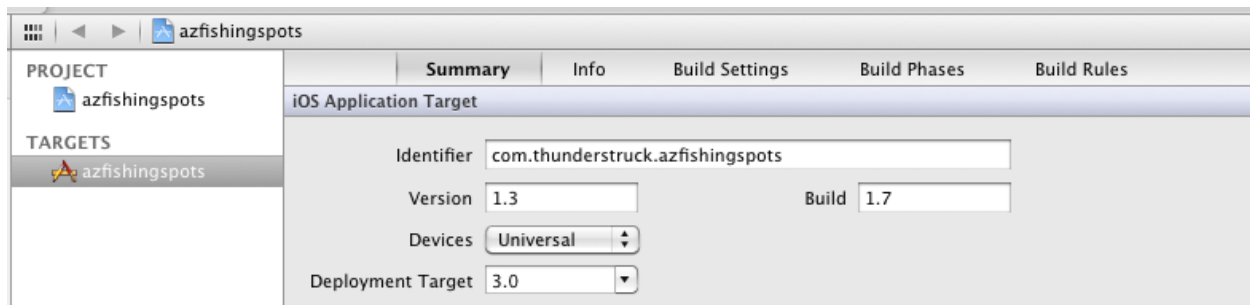 azfishingspots
PROJECT
azfishingspots
TARGETS
azfishingspots
Summary Info Build Settings Build Phases Build Rules
iOS Application Target
Identifier com.thunderstruck.azfishingspots
Version 1.3 Build 1.7
Devices Universal
Deployment Target 3.0